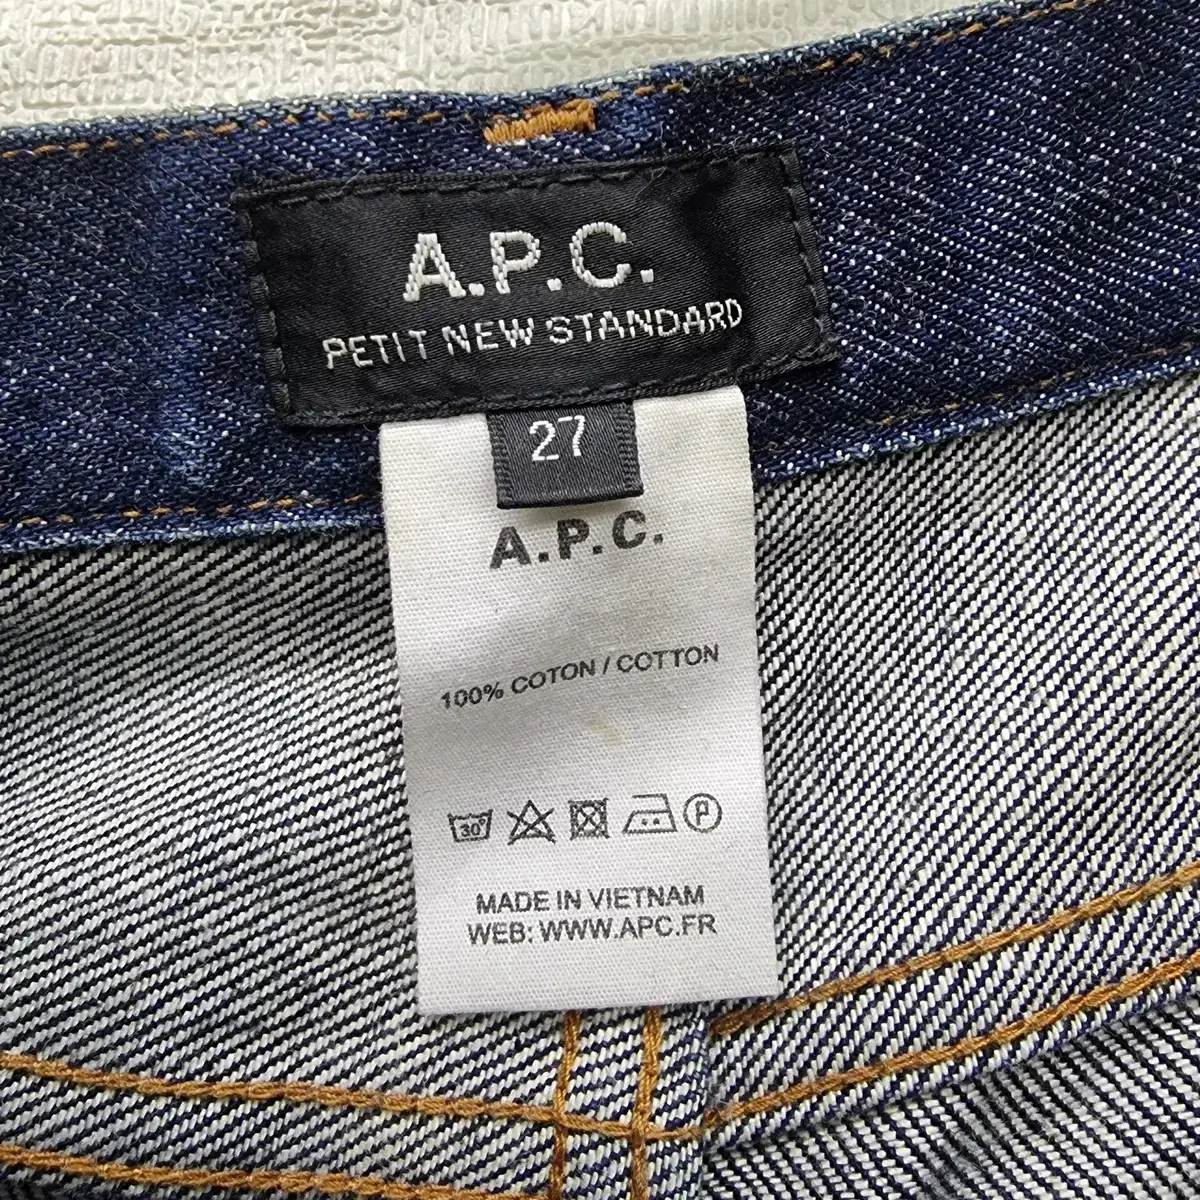 A.P.C.
PETIT NEW STANDARD
27
A.P.C.
100% COTON / COTTON
30°
P
MADE IN VIETNAM
WEB: WWW.APC.FR